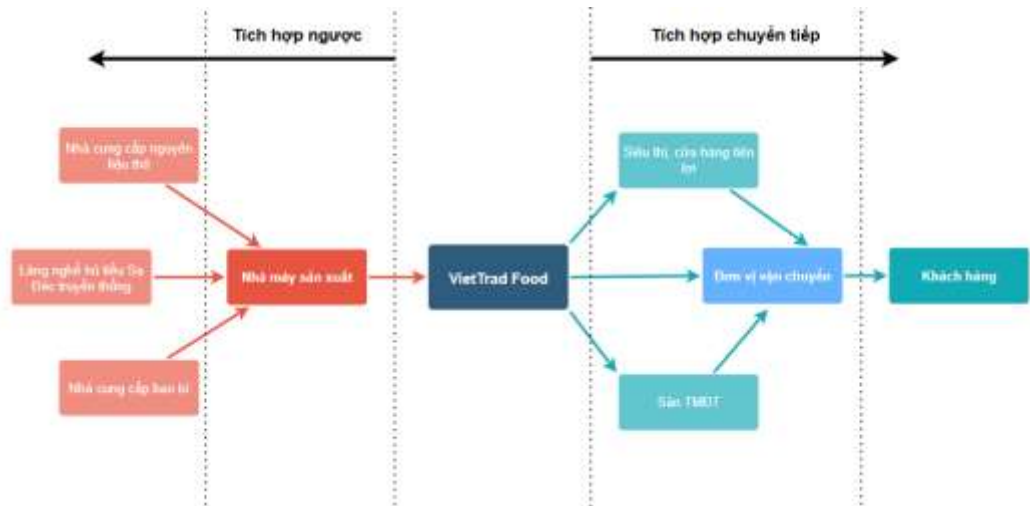 Tích hợp ngược
Tích hợp chuyển tiếp
Nhà cung cấp nguyên
liệu thô
Siêu thị, cửa hàng tiện
lợi
Làng nghề hủ tiếu Sa
Đéc truyền thống
Nhà máy sản xuất
VietTrad Food
Đơn vị vận chuyển
Khách hàng
Nhà cung cấp bao bì
Sàn TMĐT